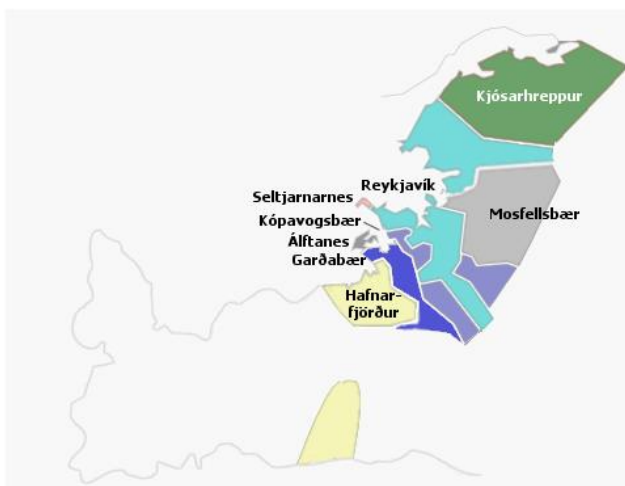 Kjósarhreppur
Reykjavík
Seltjarnarnes
Kópavogsbær
Mosfellsbær
Álftanes
Garðabær
Hafnar-
fjörður